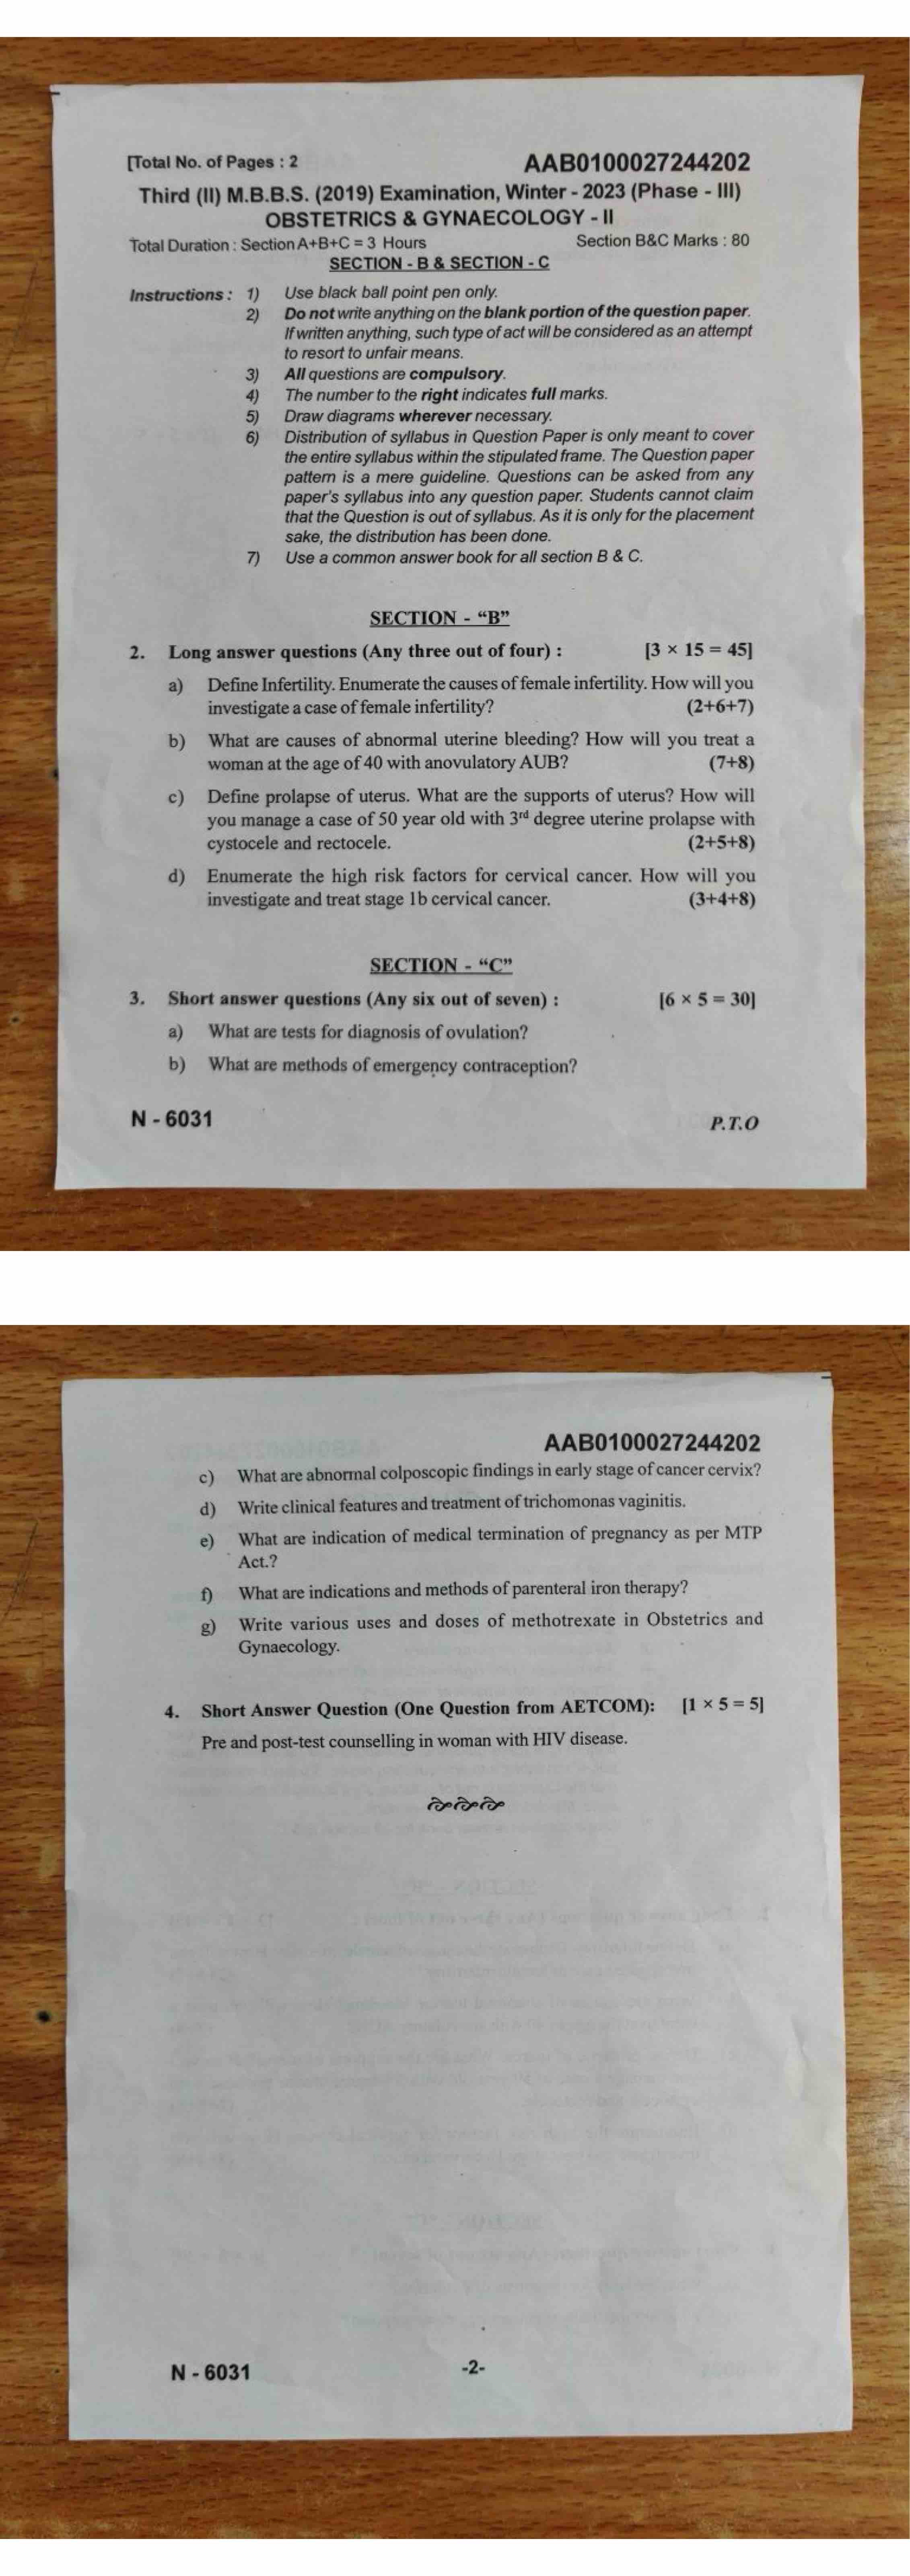 [Total No. of Pages : 2
AAB0100027244202
Third (II) M.B.B.S. (2019) Examination, Winter - 2023 (Phase - III)
OBSTETRICS & GYNAECOLOGY - II
Total Duration : Section A+B+C = 3 Hours
Section B&C Marks : 80
SECTION - B & SECTION - C
Instructions : 1) Use black ball point pen only.
2) Do not write anything on the blank portion of the question paper.
If written anything, such type of act will be considered as an attempt
to resort to unfair means.
3) All questions are compulsory.
4) The number to the right indicates full marks.
5) Draw diagrams wherever necessary.
6) Distribution of syllabus in Question Paper is only meant to cover
the entire syllabus within the stipulated frame. The Question paper
pattern is a mere guideline. Questions can be asked from any
paper's syllabus into any question paper. Students cannot claim
that the Question is out of syllabus. As it is only for the placement
sake, the distribution has been done.
7) Use a common answer book for all section B & C.
SECTION - “B”
2. Long answer questions (Any three out of four) : [3 × 15 = 45]
a) Define Infertility. Enumerate the causes of female infertility. How will you
investigate a case of female infertility? (2+6+7)
b) What are causes of abnormal uterine bleeding? How will you treat a
woman at the age of 40 with anovulatory AUB? (7+8)
c) Define prolapse of uterus. What are the supports of uterus? How will
you manage a case of 50 year old with 3rd degree uterine prolapse with
cystocele and rectocele. (2+5+8)
d) Enumerate the high risk factors for cervical cancer. How will you
investigate and treat stage 1b cervical cancer. (3+4+8)
SECTION - “C”
3. Short answer questions (Any six out of seven) : [6 × 5 = 30]
a) What are tests for diagnosis of ovulation?
b) What are methods of emergency contraception?
N - 6031
P.T.O
AAB0100027244202
c) What are abnormal colposcopic findings in early stage of cancer cervix?
d) Write clinical features and treatment of trichomonas vaginitis.
e) What are indication of medical termination of pregnancy as per MTP
Act.?
f) What are indications and methods of parenteral iron therapy?
g) Write various uses and doses of methotrexate in Obstetrics and
Gynaecology.
4. Short Answer Question (One Question from AETCOM): [1 × 5 = 5]
Pre and post-test counselling in woman with HIV disease.
N - 6031
-2-